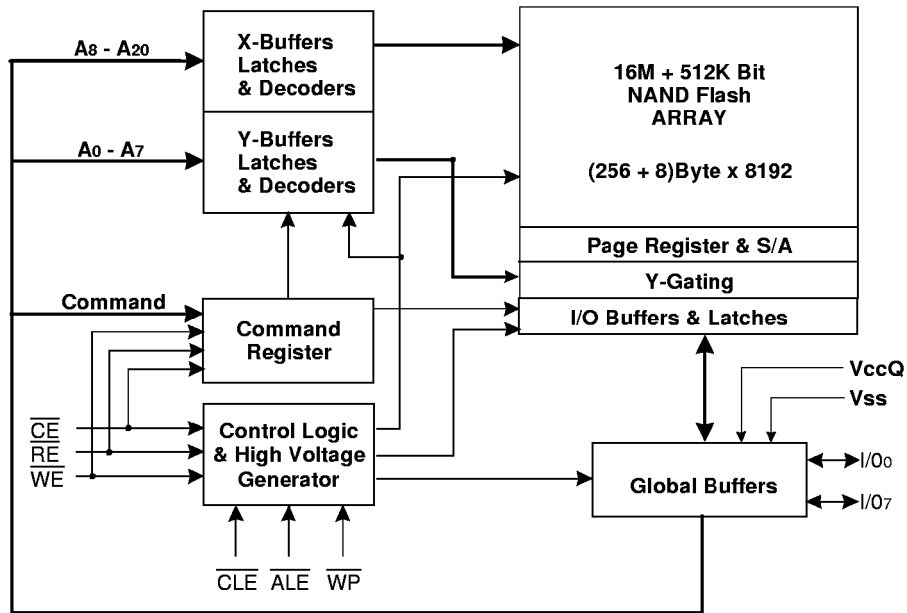 A8 - A20
X-Buffers
Latches
& Decoders
16M + 512K Bit
NAND Flash
ARRAY
(256 + 8)Byte x 8192
A0 - A7
Y-Buffers
Latches
& Decoders
Page Register & S/A
Y-Gating
I/O Buffers & Latches
Command
Command
Register
VccQ
Vss
CE
RE
WE
Control Logic
& High Voltage
Generator
Global Buffers
I/00
I/07
CLE
ALE
WP